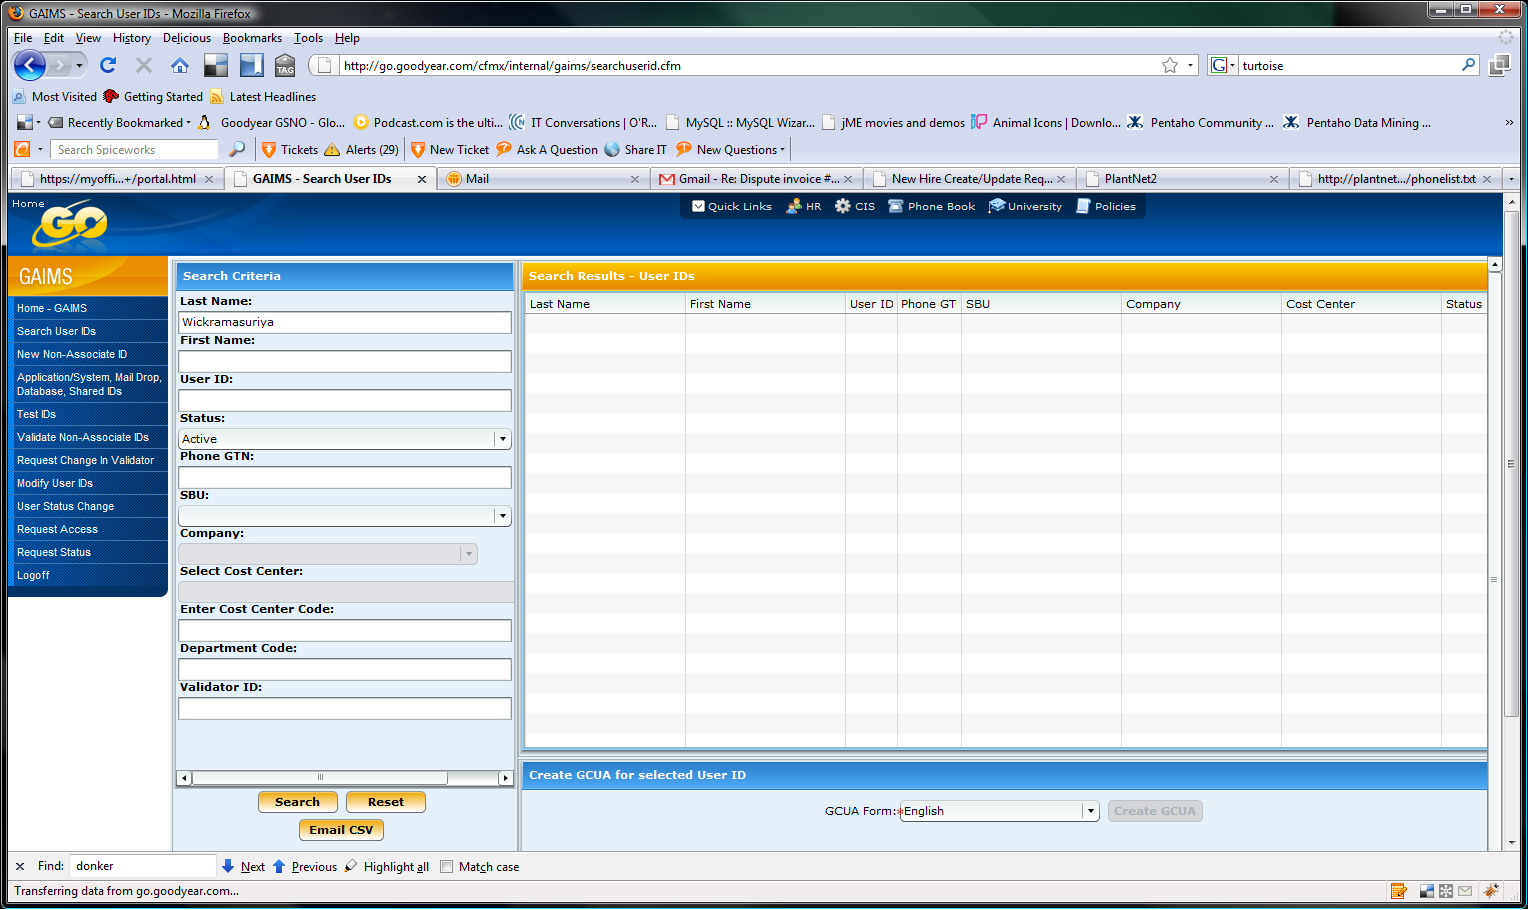 GAIMS - Search User IDs - Mozilla Firefox
File Edit View History Delicious Bookmarks Tools Help
TAG http://go.goodyear.com/cfmx/internal/gaims/searchuserid.cfm G turtoise
Most Visited Getting Started Latest Headlines
Recently Bookmarked Goodyear GSNO - Glo... Podcast.com is the ulti... IT Conversations | O'R... MySQL :: MySQL Wizar... jME movies and demos Animal Icons | Downlo... Pentaho Community ... Pentaho Data Mining ... »
Search Spiceworks Tickets Alerts (29) New Ticket Ask A Question Share IT New Questions
https://myoffi...+/portal.html GAIMS - Search User IDs Mail Gmail - Re: Dispute invoice #... New Hire Create/Update Req... PlantNet2 http://plantnet.../phonelist.txt
Home Quick Links HR CIS Phone Book University Policies
GO
GAIMS
Home - GAIMS
Search User IDs
New Non-Associate ID
Application/System, Mail Drop,
Database, Shared IDs
Test IDs
Validate Non-Associate IDs
Request Change In Validator
Modify User IDs
User Status Change
Request Access
Request Status
Logoff
Search Criteria
Last Name:
Wickramasuriya
First Name:
User ID:
Status:
Active
Phone GTN:
SBU:
Company:
Select Cost Center:
Enter Cost Center Code:
Department Code:
Validator ID:
Search Reset
Email CSV
Search Results - User IDs
Last Name First Name User ID Phone GT SBU Company Cost Center Status
Create GCUA for selected User ID
GCUA Form:* English Create GCUA
Find: donker Next Previous Highlight all Match case
Transferring data from go.goodyear.com...